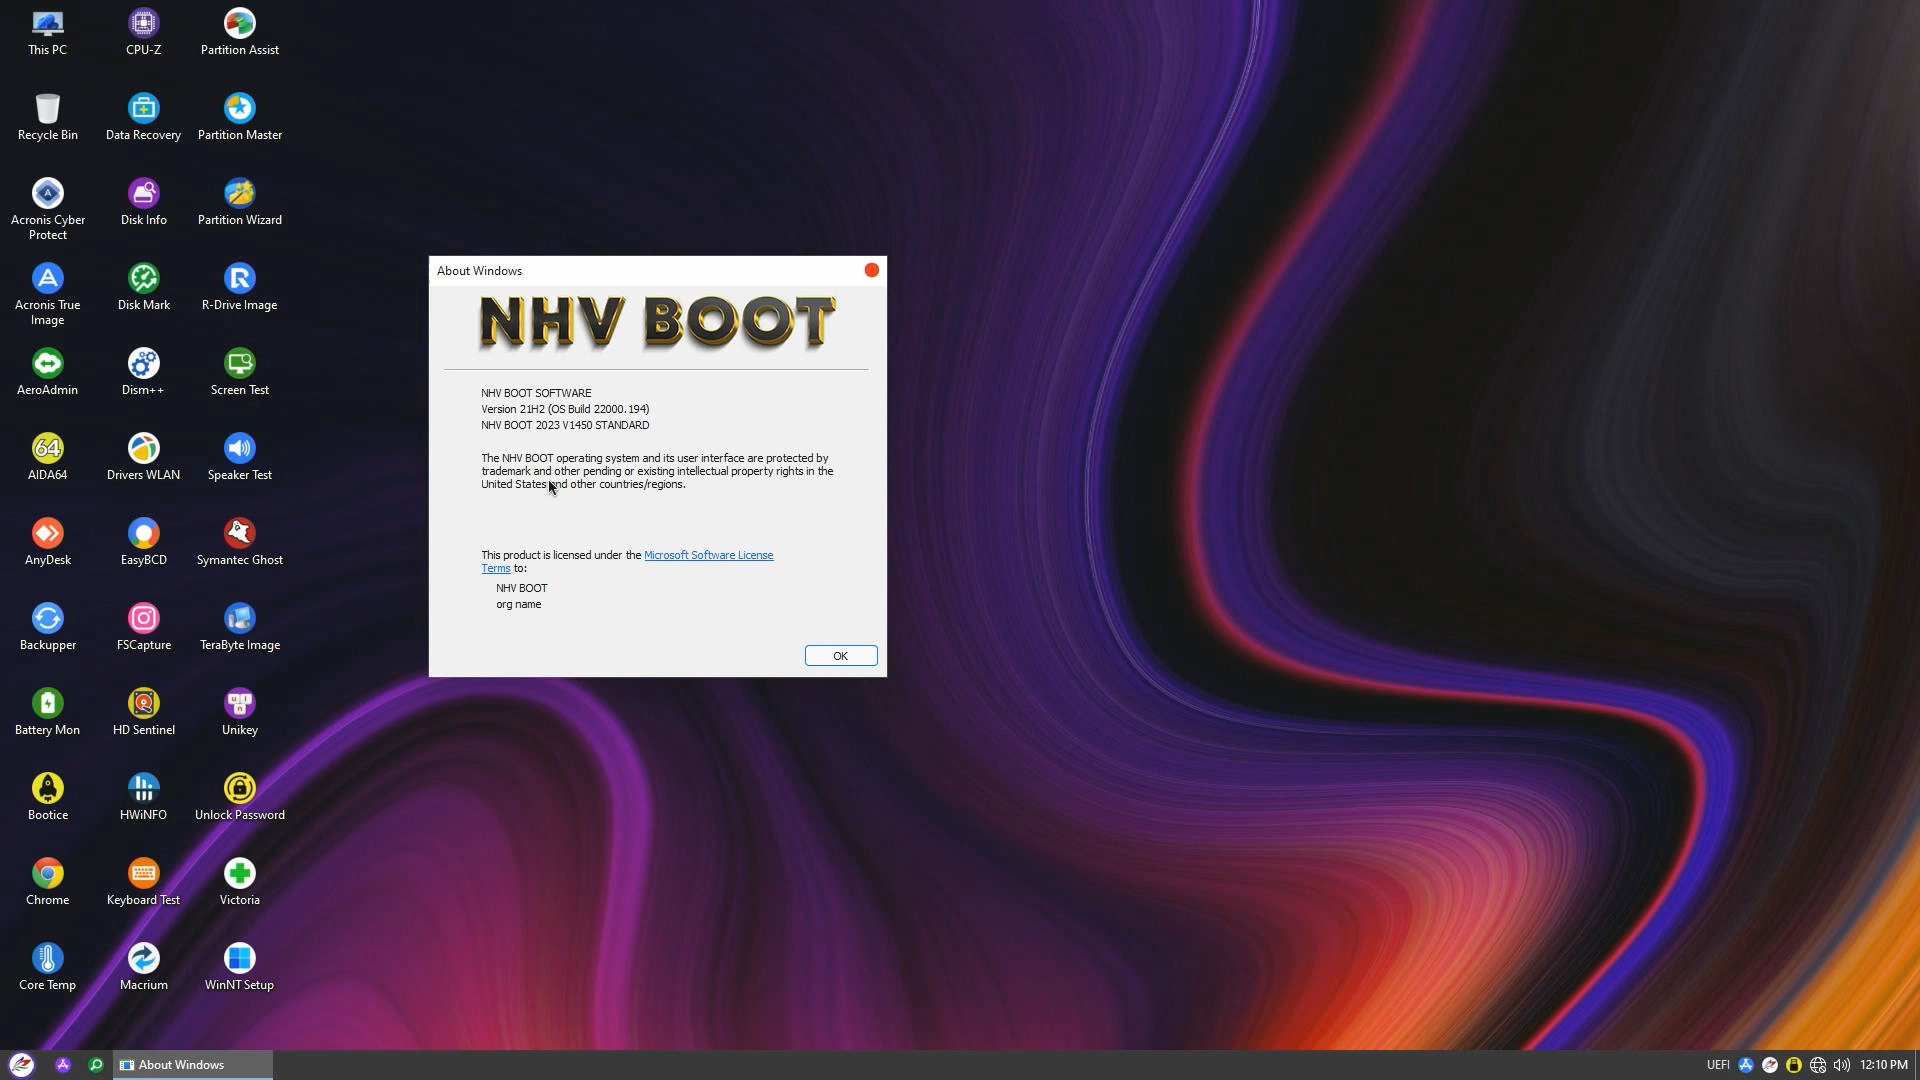 This PC
CPU-Z
Partition Assist
Recycle Bin
Data Recovery
Partition Master
Acronis Cyber
Protect
Disk Info
Partition Wizard
Acronis True
Image
Disk Mark
R-Drive Image
AeroAdmin
Dism++
Screen Test
64
AIDA64
Drivers WLAN
Speaker Test
AnyDesk
EasyBCD
Symantec Ghost
Backupper
FSCapture
TeraByte Image
Battery Mon
HD Sentinel
Unikey
Bootice
HWiNFO
Unlock Password
Chrome
Keyboard Test
Victoria
Core Temp
Macrium
WinNT Setup
About Windows
NHV BOOT
NHV BOOT SOFTWARE
Version 21H2 (OS Build 22000.194)
NHV BOOT 2023 V1450 STANDARD
The NHV BOOT operating system and its user interface are protected by
trademark and other pending or existing intellectual property rights in the
United States and other countries/regions.
This product is licensed under the Microsoft Software License
Terms to:
NHV BOOT
org name
OK
About Windows
UEFI
12:10 PM